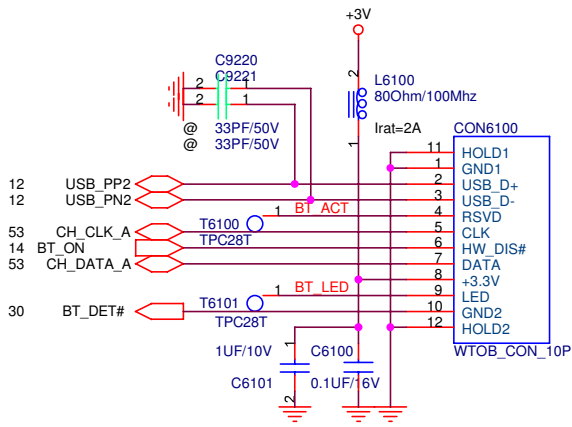 +3V
C9220
C9221
2 1
2 1
@ 33PF/50V
@ 33PF/50V
2
L6100
80Ohm/100Mhz
Irat=2A
1
CON6100
11 HOLD1
1 GND1
12 USB_PP2 2 USB_D+
12 USB_PN2 3 USB_D-
1 BT_ACT 4 RSVD
53 CH_CLK_A T6100 5 CLK
TPC28T
14 BT_ON 6 HW_DIS#
53 CH_DATA_A 7 DATA
8 +3.3V
T6101 1 BT_LED 9 LED
30 BT_DET# 10 GND2
TPC28T
12 HOLD2
WTOB_CON_10P
1UF/10V 1 C6100
C6101 0.1UF/16V
2